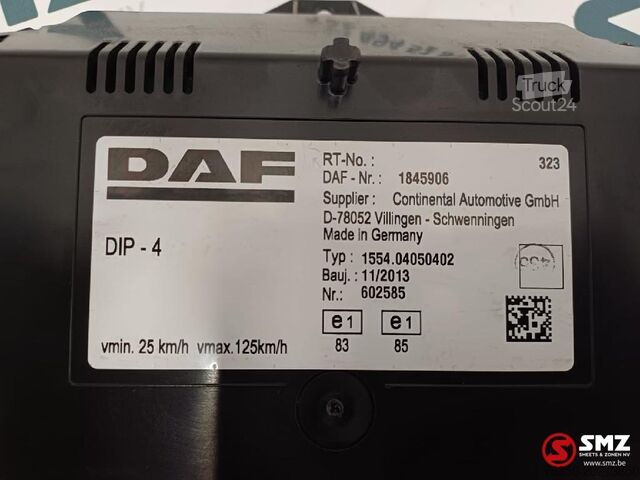 Truck
Scout24
DAF
DIP - 4
vmin. 25 km/h vmax.125km/h
RT-No. : 323
DAF - Nr.: 1845906
Supplier : Continental Automotive GmbH
D-78052 Villingen - Schwenningen
Made in Germany
Typ : 1554.04050402
Bauj. : 11/2013
Nr.: 602585
e1 e1
83 85
SMZ
SMEETS & ZONEN NV
www.smz.be